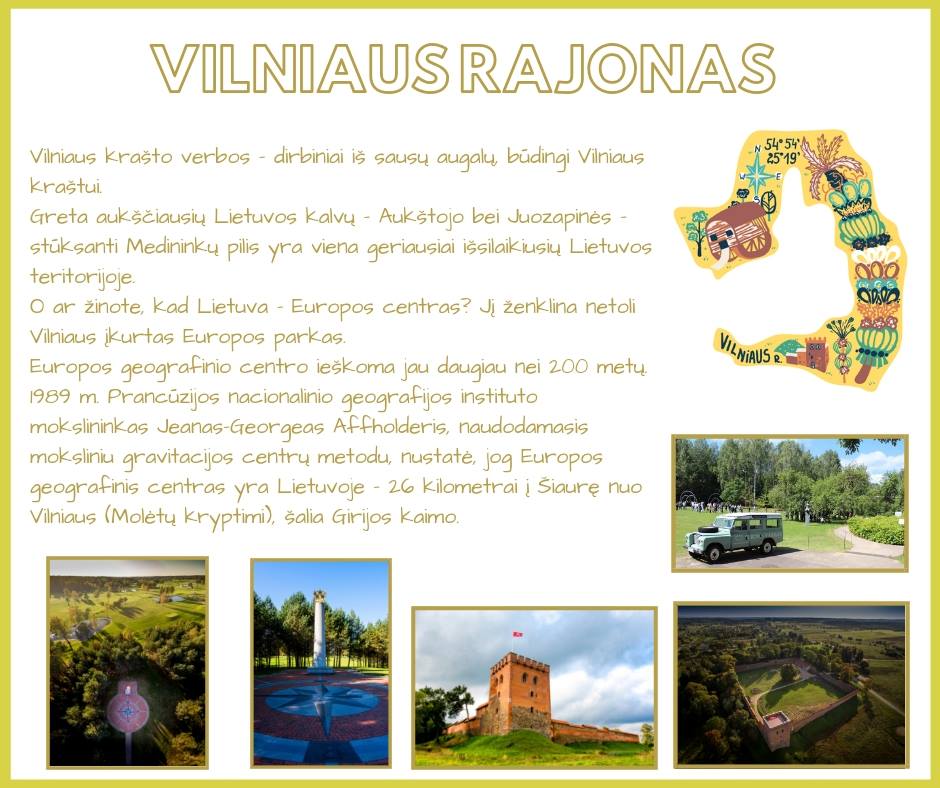 VILNIAUS RAJONAS
Vilniaus krašto verbos - dirbiniai iš sausų augalų, būdingi Vilniaus
kraštui.
Greta aukščiausių Lietuvos kalvų - Aukštojo bei Juozapinės -
stūksanti Medininkų pilis yra viena geriausiai išsilaikiusių Lietuvos
teritorijoje.
O ar žinote, kad Lietuva - Europos centras? Jį ženklina netoli
Vilniaus įkurtas Europos parkas.
Europos geografinio centro ieškoma jau daugiau nei 200 metų.
1989 m. Prancūzijos nacionalinio geografijos instituto
mokslininkas Jeanas-Georgeas Affholderis, naudodamasis
moksliniu gravitacijos centrų metodu, nustatė, jog Europos
geografinis centras yra Lietuvoje - 26 kilometrai į Šiaurę nuo
Vilniaus (Molėtų kryptimi), šalia Girijos kaimo.
54°54'
25°19'
N
W E
S
VILNIAUS R.